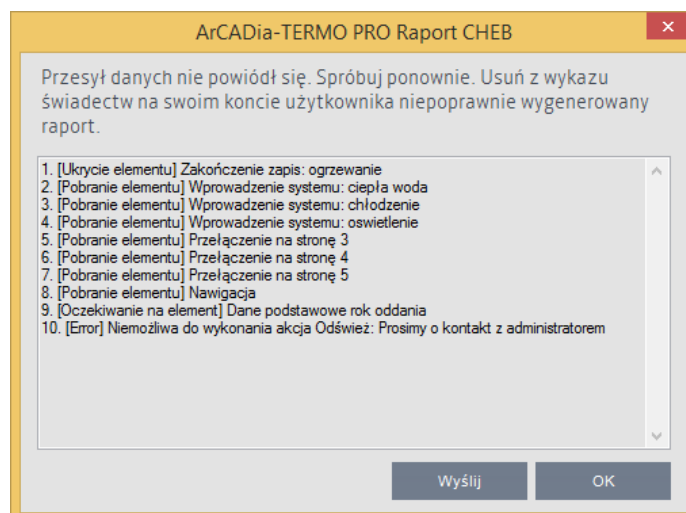 ArCADia-TERMO PRO Raport CHEB
Przesył danych nie powiódł się. Spróbuj ponownie. Usuń z wykazu
świadectw na swoim koncie użytkownika niepoprawnie wygenerowany
raport.
1. [Ukrycie elementu] Zakończenie zapis: ogrzewanie
2. [Pobranie elementu] Wprowadzenie systemu: ciepła woda
3. [Pobranie elementu] Wprowadzenie systemu: chłodzenie
4. [Pobranie elementu] Wprowadzenie systemu: oswietlenie
5. [Pobranie elementu] Przełączenie na stronę 3
6. [Pobranie elementu] Przełączenie na stronę 4
7. [Pobranie elementu] Przełączenie na stronę 5
8. [Pobranie elementu] Nawigacja
9. [Oczekiwanie na element] Dane podstawowe rok oddania
10. [Error] Niemożliwa do wykonania akcja Odśwież: Prosimy o kontakt z administratorem
Wyślij OK